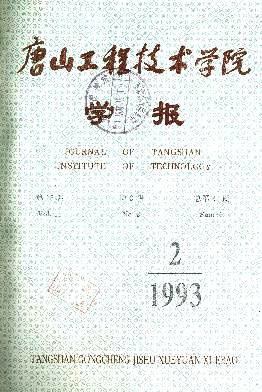 唐山工程技术学院
学报
JOURNAL OF TANGSHAN
INSTITUTE OF TECHNOLOGY
2
1993
TANGSHAN GONGCHENG JISHU XUEYUAN XUEBAO